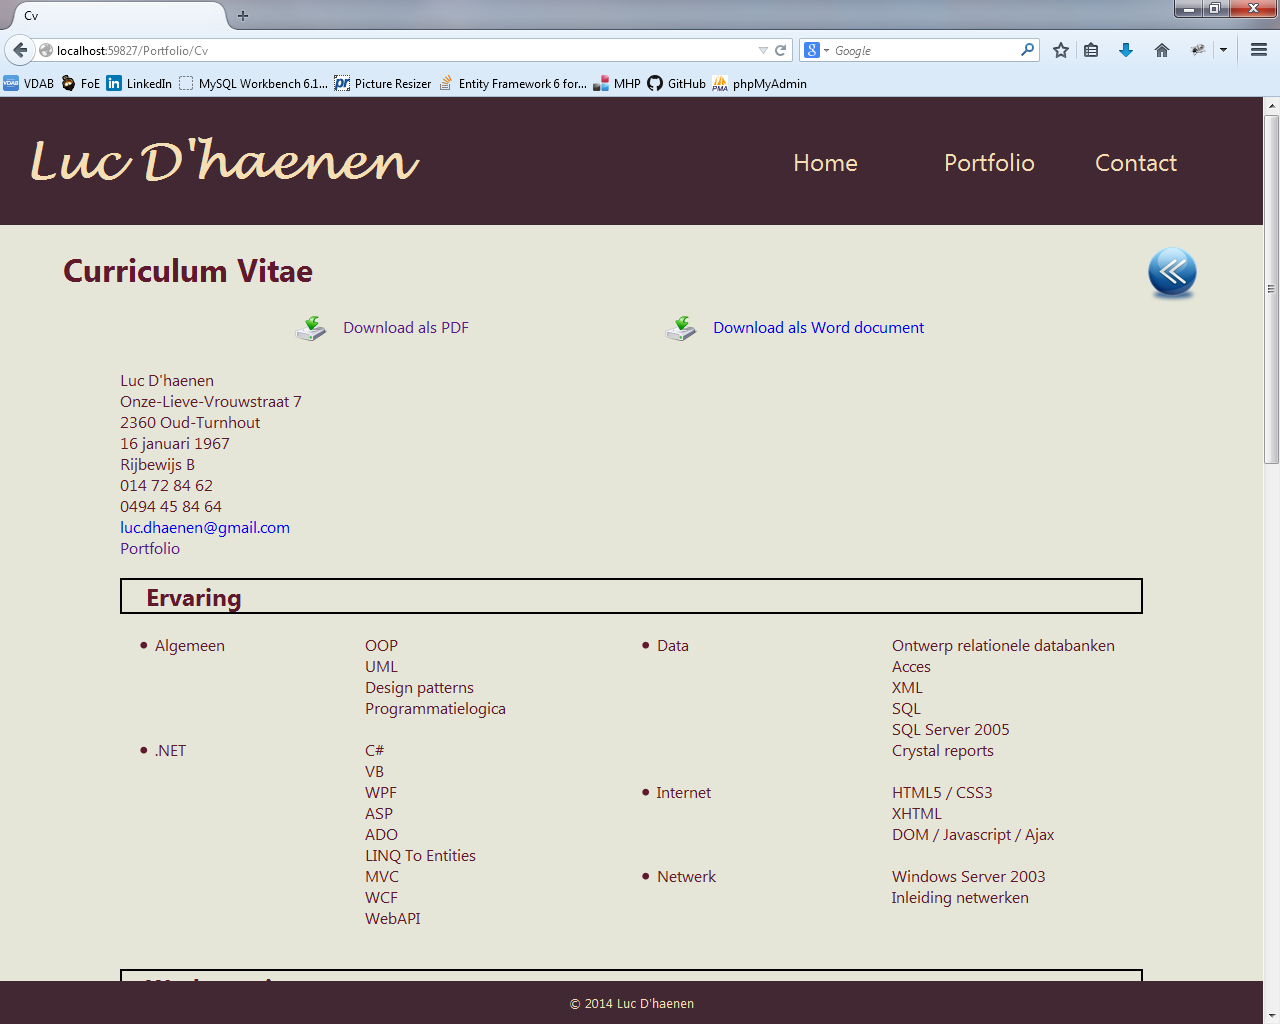 Cv
localhost:59827/Portfolio/Cv
Google
VDAB FoE LinkedIn MySQL Workbench 6.1... Picture Resizer Entity Framework 6 for... MHP GitHub phpMyAdmin
Luc D'haenen
Home Portfolio Contact
Curriculum Vitae
Download als PDF Download als Word document
Luc D'haenen
Onze-Lieve-Vrouwstraat 7
2360 Oud-Turnhout
16 januari 1967
Rijbewijs B
014 72 84 62
0494 45 84 64
luc.dhaenen@gmail.com
Portfolio
Ervaring
• Algemeen
OOP
UML
Design patterns
Programmatielogica
• .NET
C#
VB
WPF
ASP
ADO
LINQ To Entities
MVC
WCF
WebAPI
• Data
Ontwerp relationele databanken
Acces
XML
SQL
SQL Server 2005
Crystal reports
• Internet
HTML5 / CSS3
XHTML
DOM / Javascript / Ajax
• Netwerk
Windows Server 2003
Inleiding netwerken
© 2014 Luc D'haenen